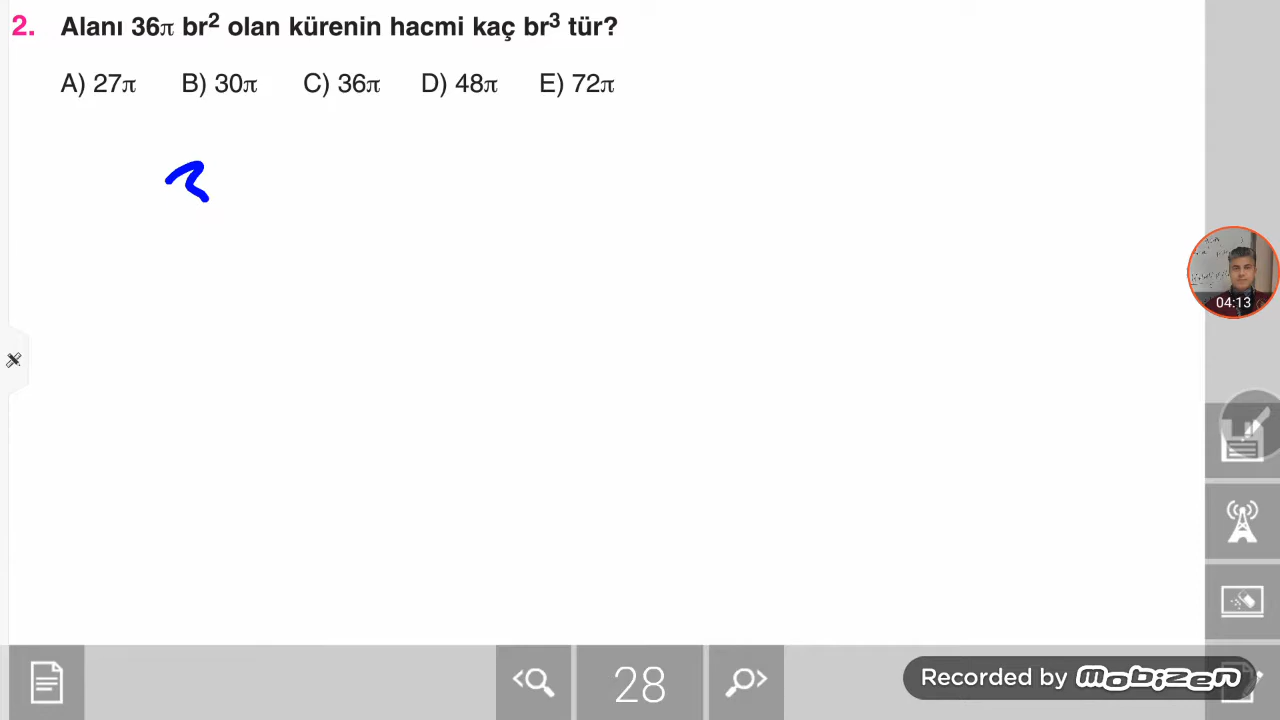 2. Alanı 36π br² olan kürenin hacmi kaç br³ tür?
A) 27π B) 30π C) 36π D) 48π E) 72π
04:13
28
Recorded by mobizen